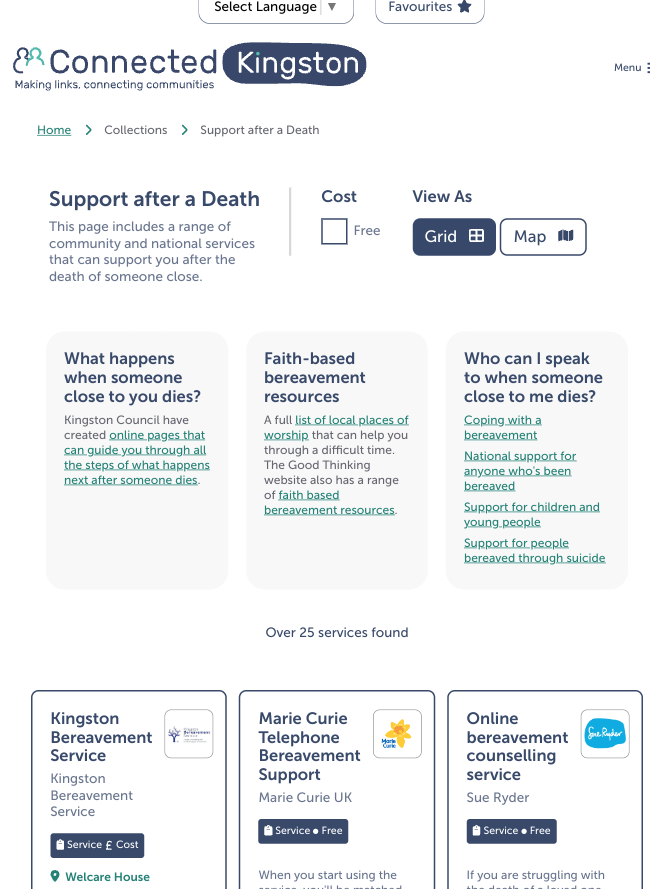 Select Language ▼
Favourites
Connected Kingston
Making links, connecting communities
Menu
Home
Collections
Support after a Death
Support after a Death
This page includes a range of
community and national services
that can support you after the
death of someone close.
Cost
Free
View As
Grid
Map
What happens
when someone
close to you dies?
Kingston Council have
created online pages that
can guide you through all
the steps of what happens
next after someone dies.
Faith-based
bereavement
resources
A full list of local places of
worship that can help you
through a difficult time.
The Good Thinking
website also has a range
of faith based
bereavement resources.
Who can I speak
to when someone
close to me dies?
Coping with a
bereavement
National support for
anyone who's been
bereaved
Support for children and
young people
Support for people
bereaved through suicide
Over 25 services found
Kingston
Bereavement
Service
Kingston
Bereavement
Service
Service £ Cost
Welcare House
Marie Curie
Telephone
Bereavement
Support
Marie Curie
Marie Curie UK
Service ● Free
When you start using the
service, you'll be matched
Online
bereavement
counselling
service
Sue Ryder
Sue Ryder
Service ● Free
If you are struggling with
the death of a loved one